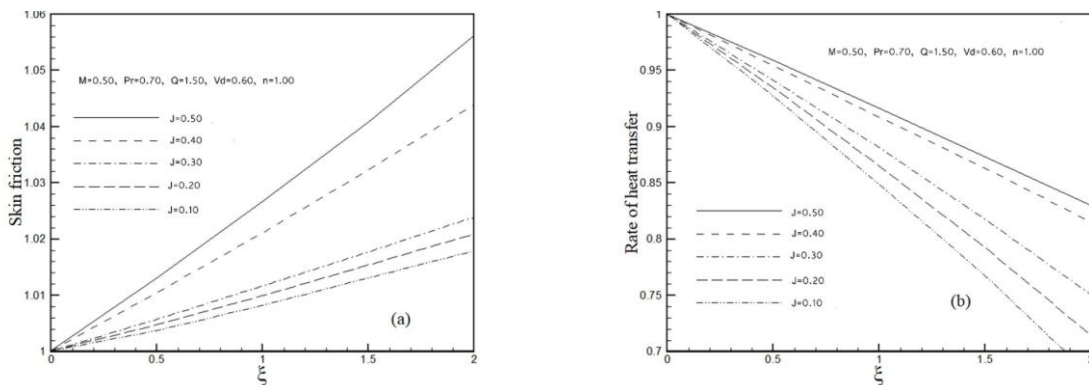 1.06
1.05
1.04
1.03
1.02
1.01
1
Skin friction
M=0.50, Pr=0.70, Q=1.50, Vd=0.60, n=1.00
J=0.50
J=0.40
J=0.30
J=0.20
J=0.10
(a)
0 0.5 1 1.5 2
ξ
1
0.95
0.9
0.85
0.8
0.75
0.7
Rate of heat transfer
M=0.50, Pr=0.70, Q=1.50, Vd=0.60, n=1.00
J=0.50
J=0.40
J=0.30
J=0.20
J=0.10
(b)
0 0.5 1 1.5 2
ξ